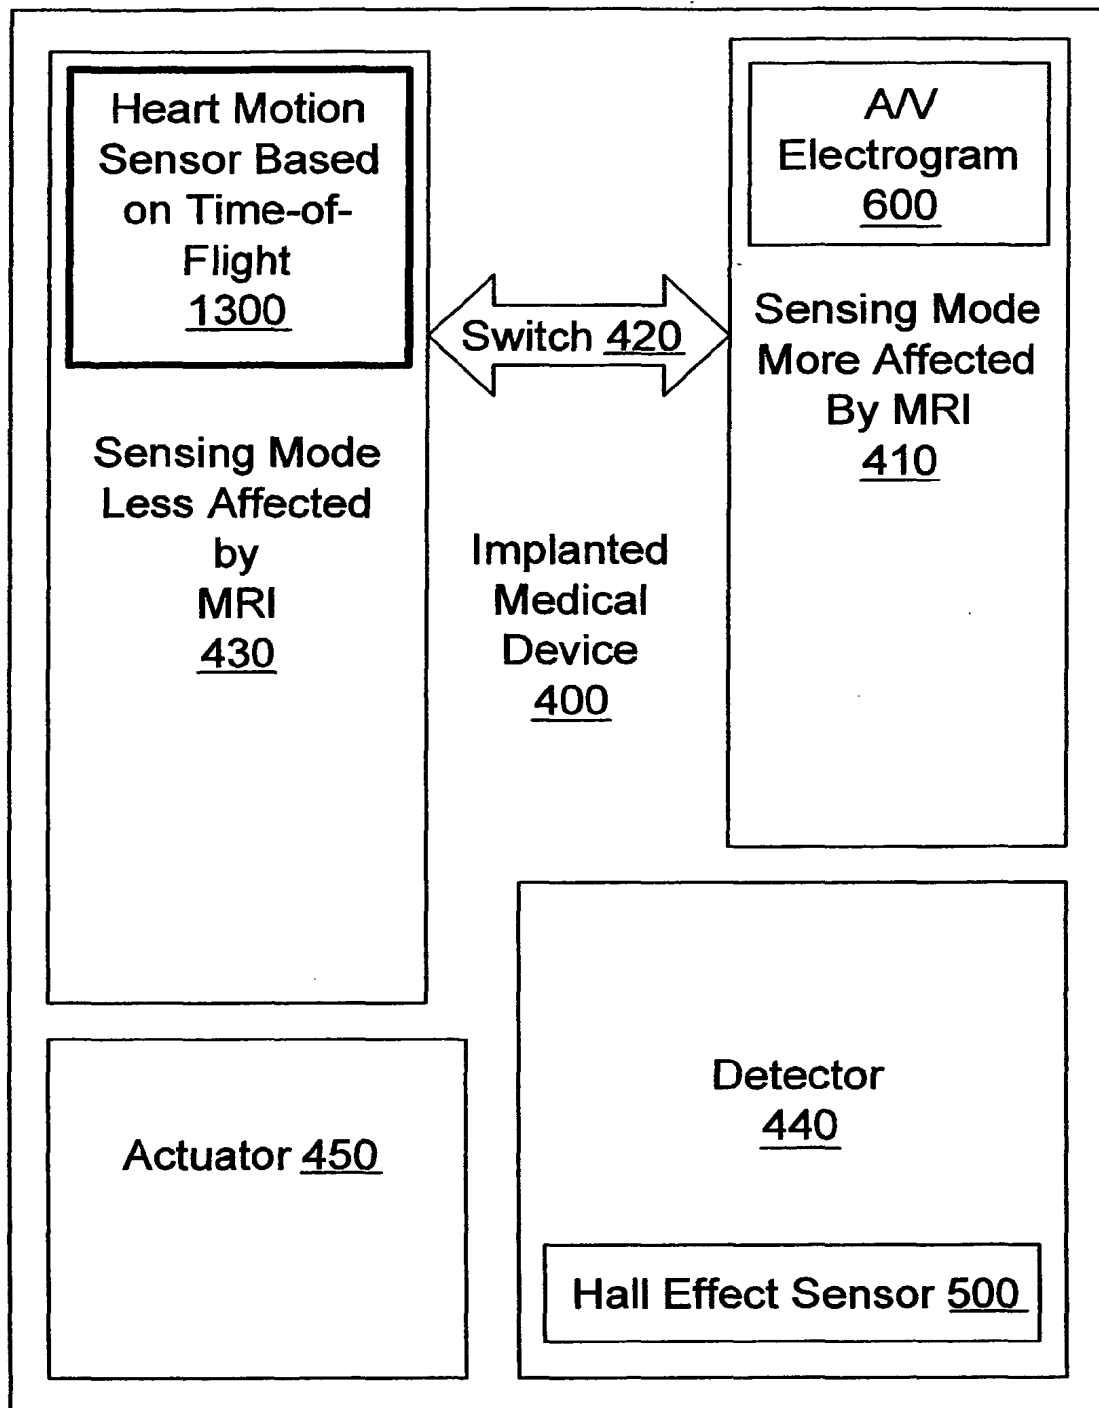 Heart Motion
Sensor Based
on Time-of-
Flight
1300
Sensing Mode
Less Affected
by
MRI
430
Switch 420
Implanted
Medical
Device
400
A/V
Electrogram
600
Sensing Mode
More Affected
By MRI
410
Actuator 450
Detector
440
Hall Effect Sensor 500